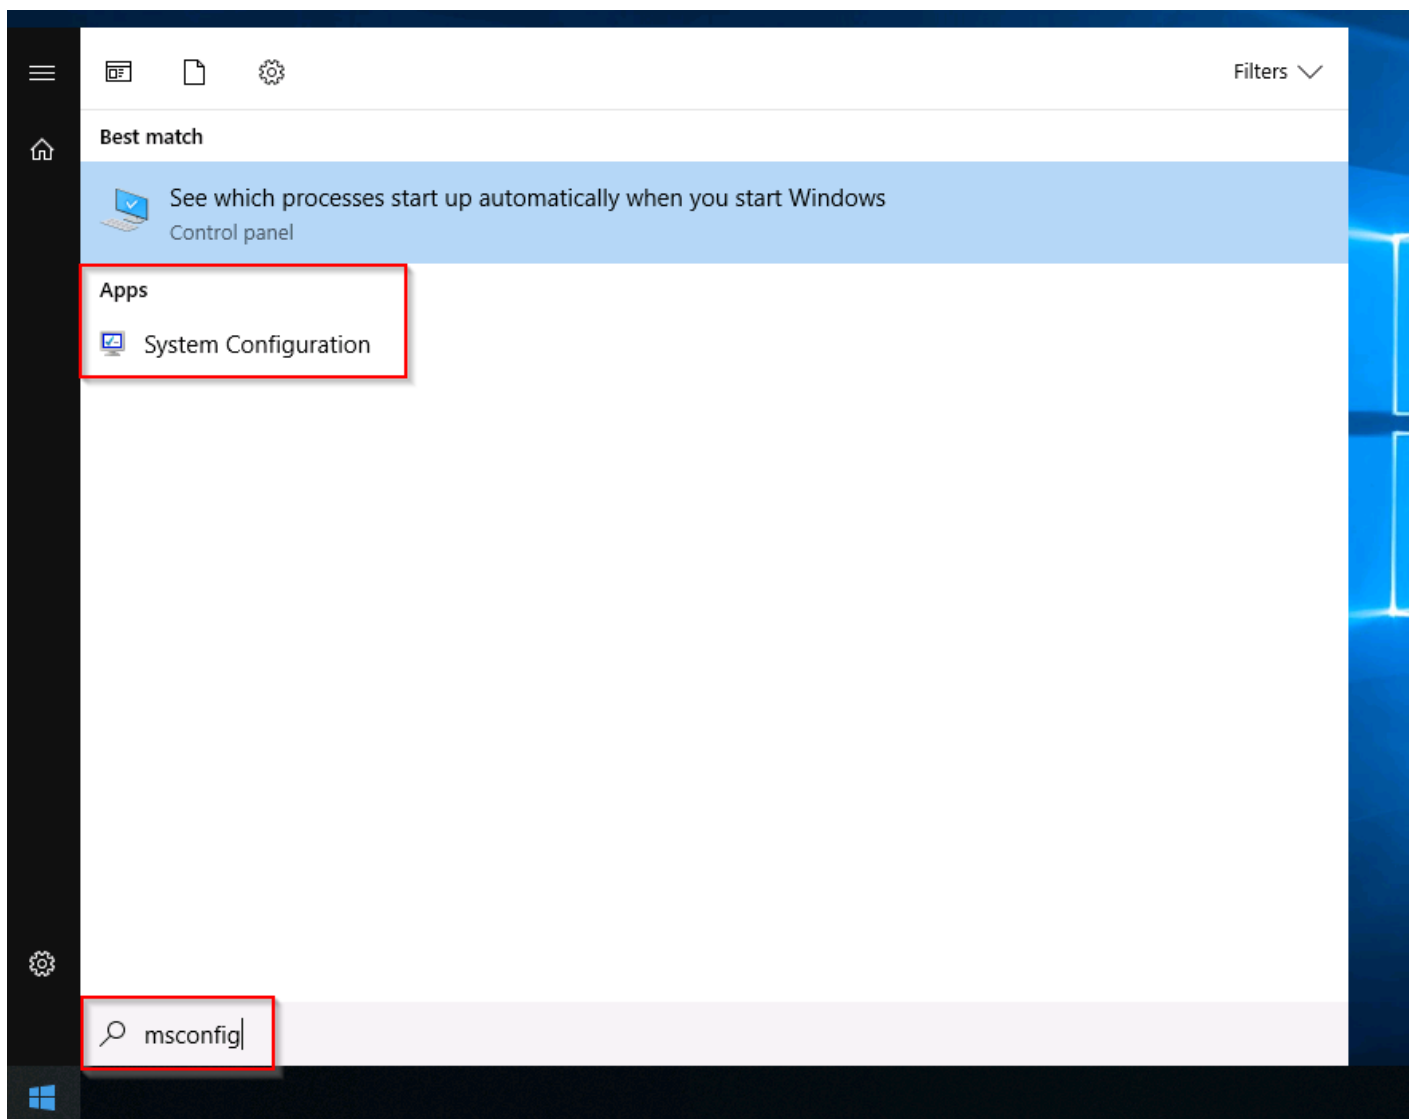 Filters
Best match
See which processes start up automatically when you start Windows
Control panel
Apps
System Configuration
msconfig